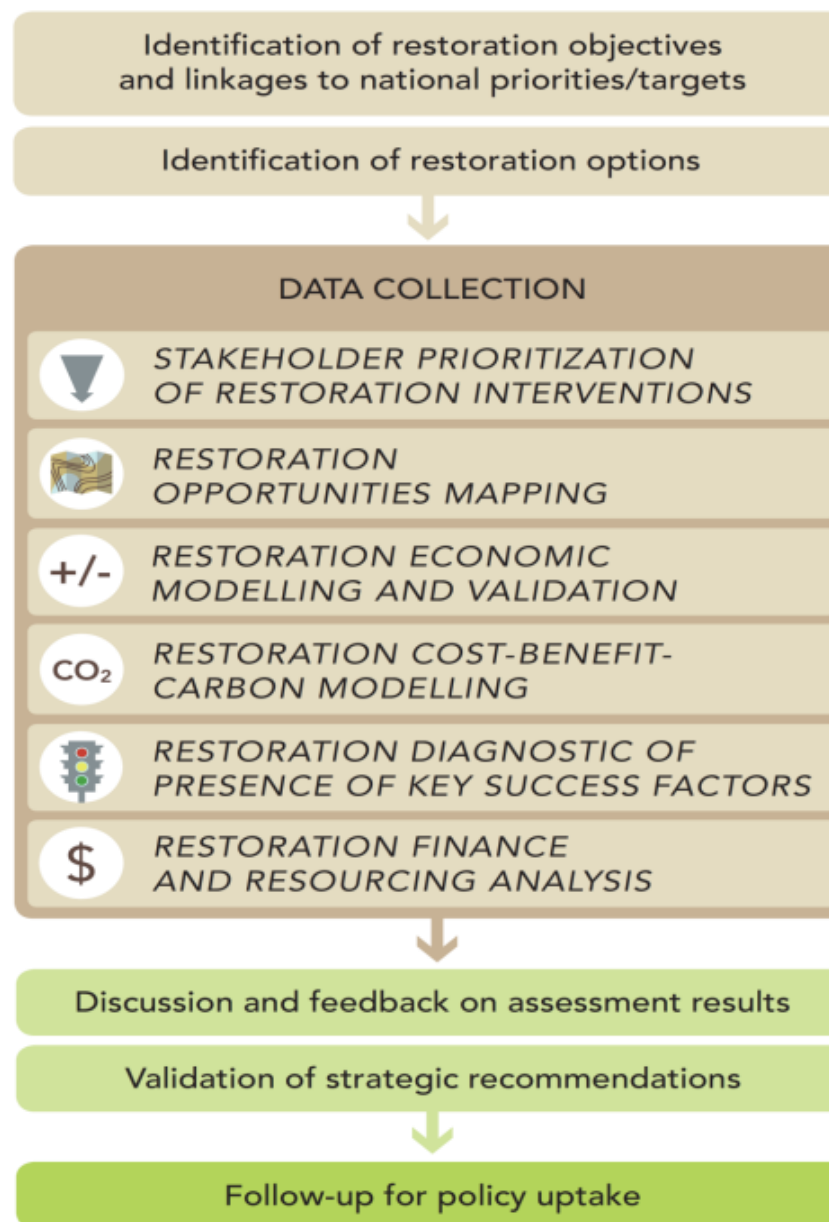 Identification of restoration objectives
and linkages to national priorities/targets
Identification of restoration options
DATA COLLECTION
STAKEHOLDER PRIORITIZATION
OF RESTORATION INTERVENTIONS
RESTORATION
OPPORTUNITIES MAPPING
+/-
RESTORATION ECONOMIC
MODELLING AND VALIDATION
CO₂
RESTORATION COST-BENEFIT-
CARBON MODELLING
RESTORATION DIAGNOSTIC OF
PRESENCE OF KEY SUCCESS FACTORS
$
RESTORATION FINANCE
AND RESOURCING ANALYSIS
Discussion and feedback on assessment results
Validation of strategic recommendations
Follow-up for policy uptake